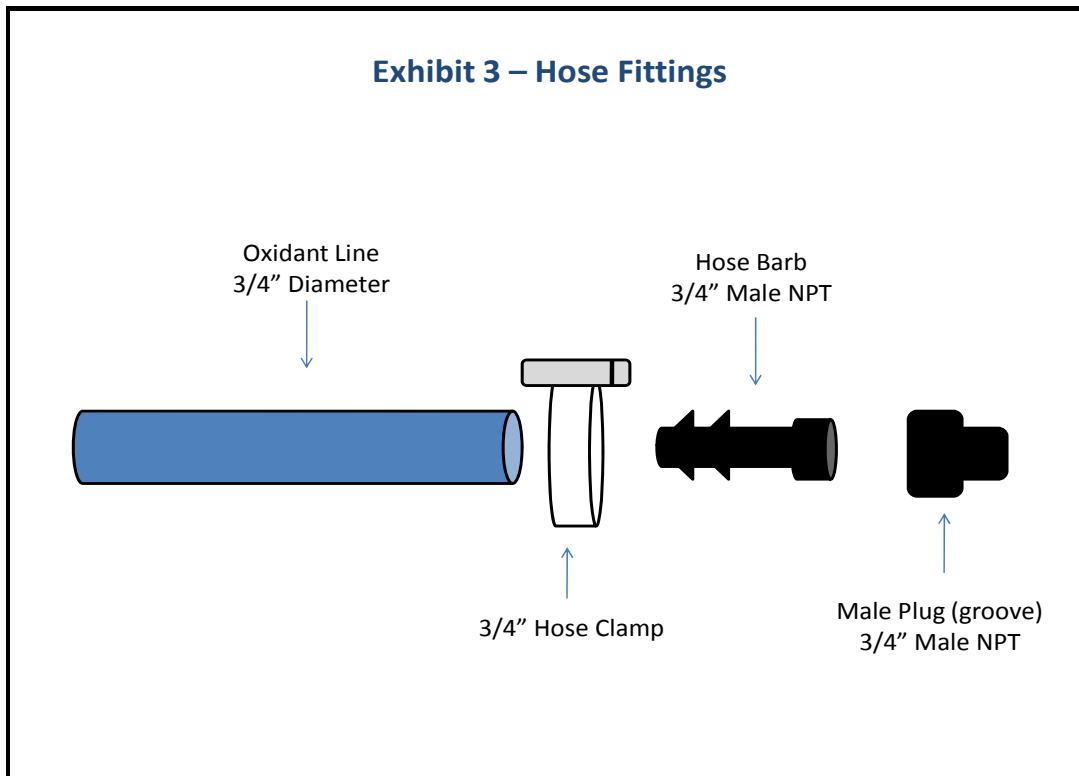 Exhibit 3 – Hose Fittings
Oxidant Line
3/4” Diameter
Hose Barb
3/4” Male NPT
3/4” Hose Clamp
Male Plug (groove)
3/4” Male NPT